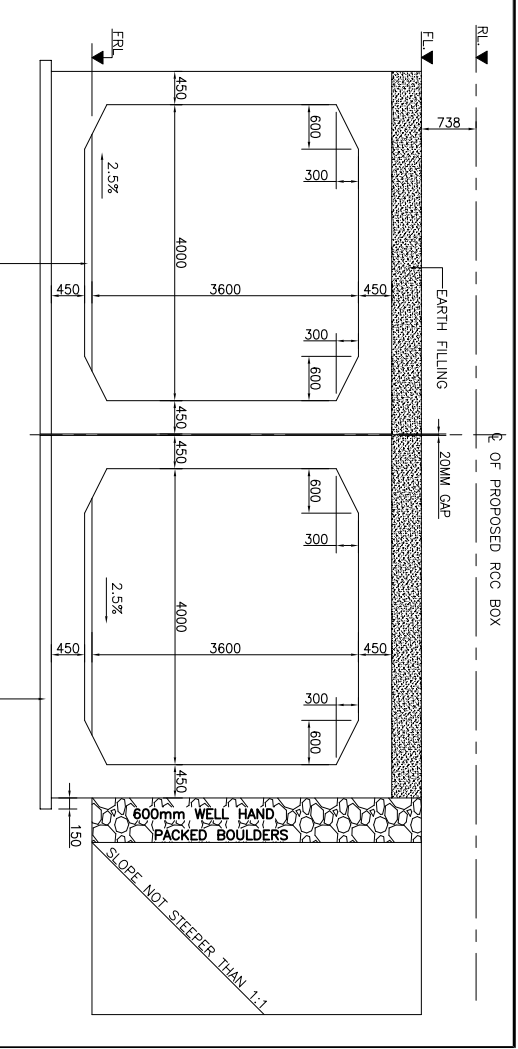 RL.
FL.
FRL
738
EARTH FILLING
℄ OF PROPOSED RCC BOX
20MM GAP
450
600
300
2.5%
4000
450
3600
450
300
600
450
450
600
300
2.5%
4000
450
3600
450
300
600
450
600mm WELL HAND
PACKED BOULDERS
150
SLOPE NOT STEEPER THAN 1:1